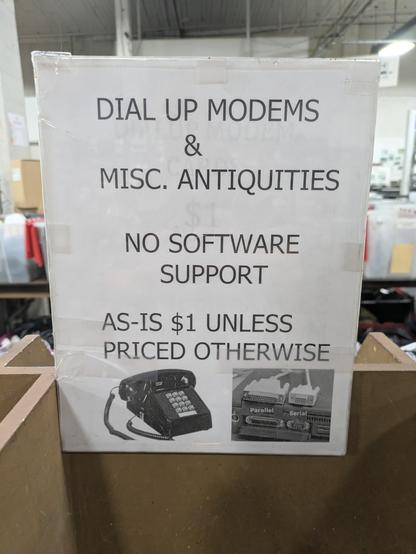 DIAL UP MODEMS
&
MISC. ANTIQUITIES
NO SOFTWARE
SUPPORT
AS-IS $1 UNLESS
PRICED OTHERWISE
Parallel Serial